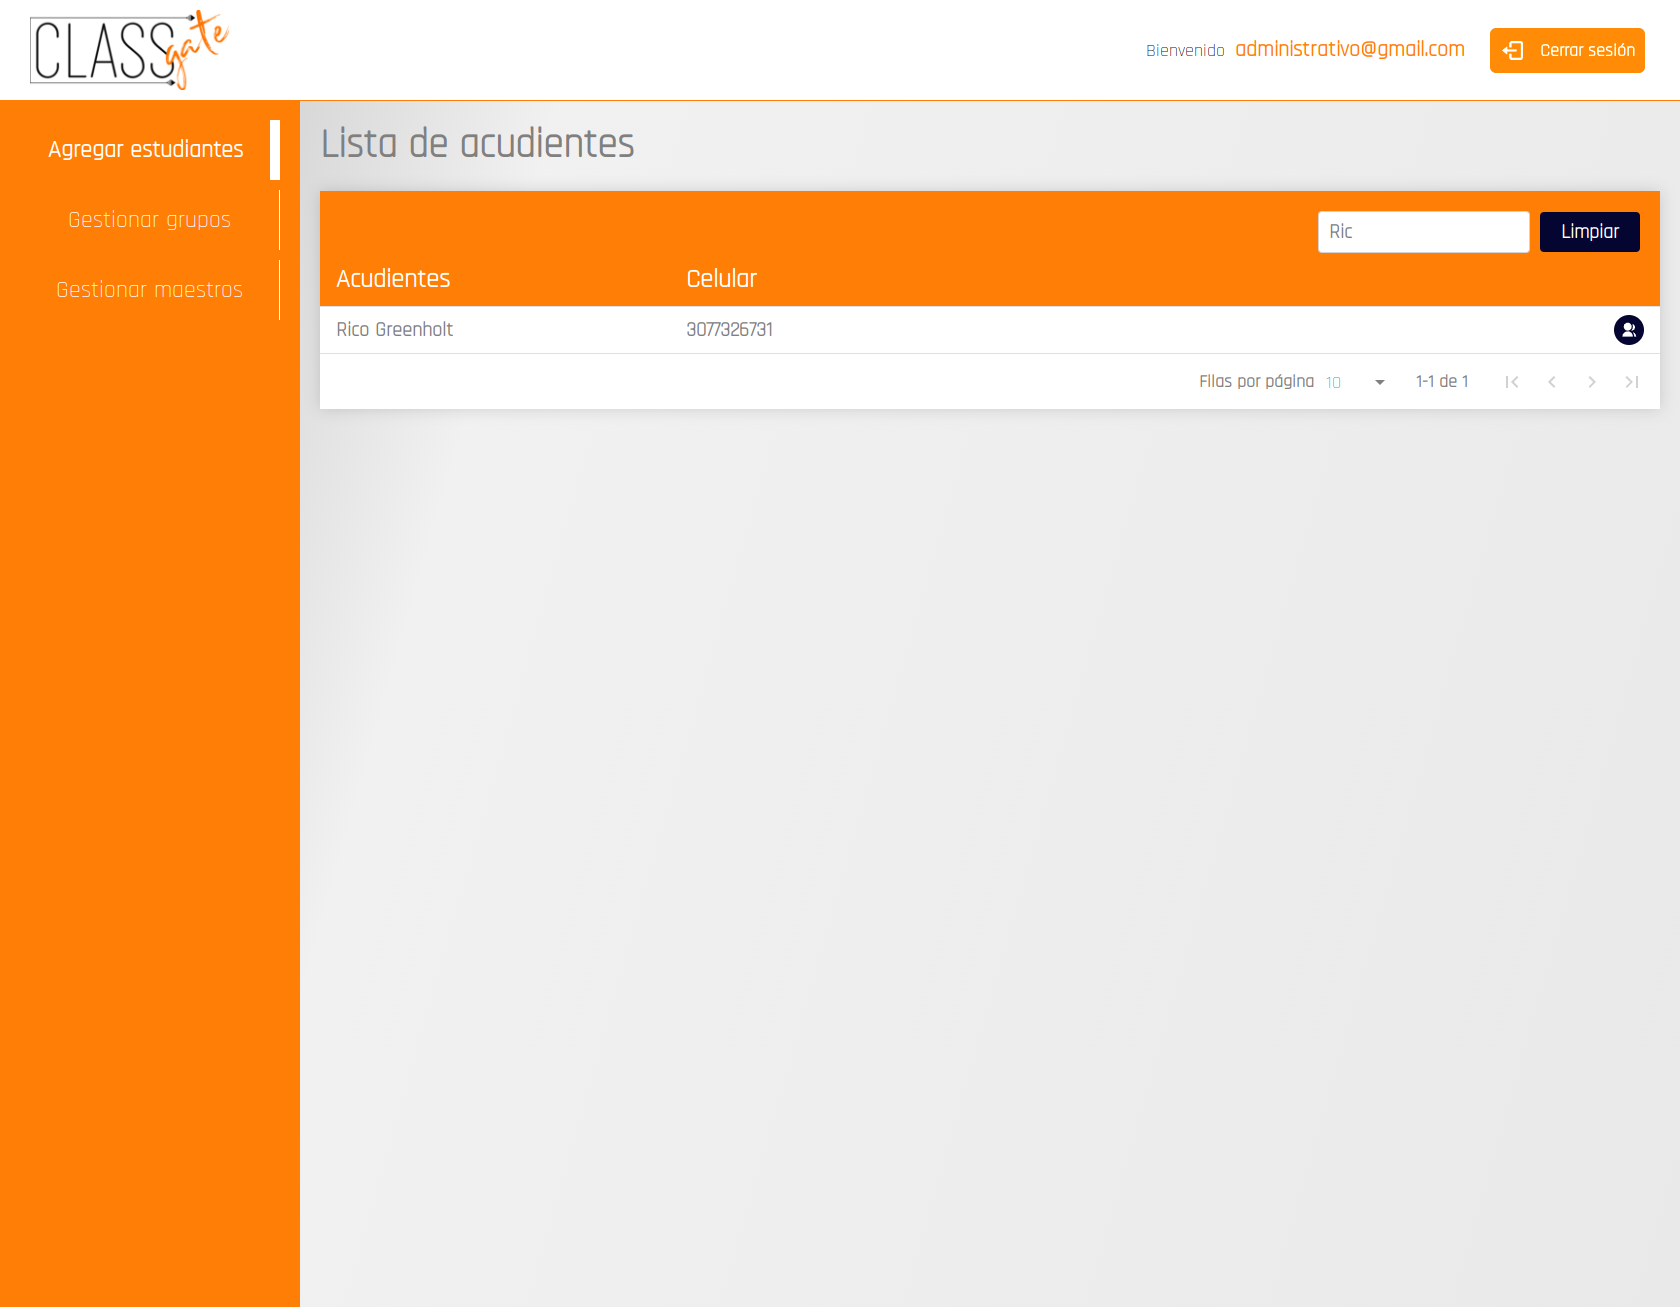 CLASSgate
Bienvenido administrativo@gmail.com
Cerrar sesión
Agregar estudiantes
Gestionar grupos
Gestionar maestros
Lista de acudientes
Ric
Limpiar
Acudientes Celular
Rico Greenholt 3077326731
Filas por página 10 1-1 de 1